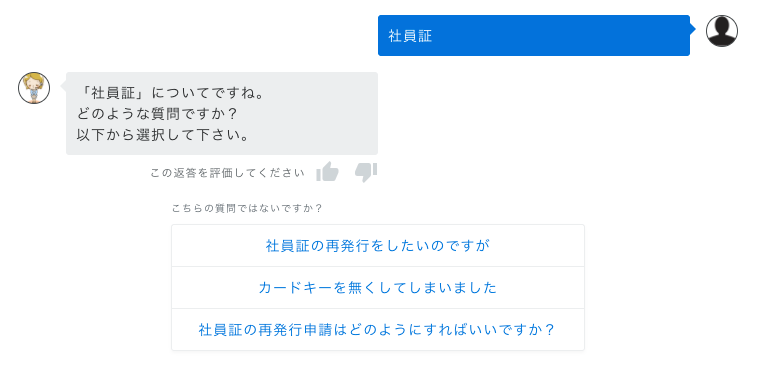 社員証
「社員証」についてですね。
どのような質問ですか？
以下から選択して下さい。
この返答を評価してください
こちらの質問ではないですか？
社員証の再発行をしたいのですが
カードキーを無くしてしまいました
社員証の再発行申請はどのようにすればいいですか？